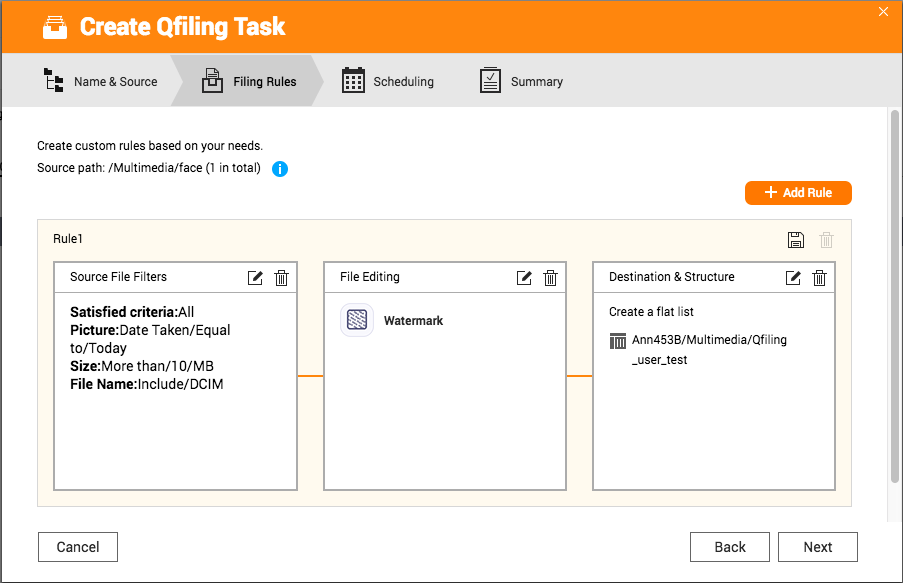 Create Qfiling Task
Name & Source
Filing Rules
Scheduling
Summary
Create custom rules based on your needs.
Source path: /Multimedia/face (1 in total)
i
+ Add Rule
Rule1
Source File Filters
Satisfied criteria:All
Picture:Date Taken/Equal
to/Today
Size:More than/10/MB
File Name:Include/DCIM
File Editing
Watermark
Destination & Structure
Create a flat list
Ann453B/Multimedia/Qfiling
_user_test
Cancel
Back
Next